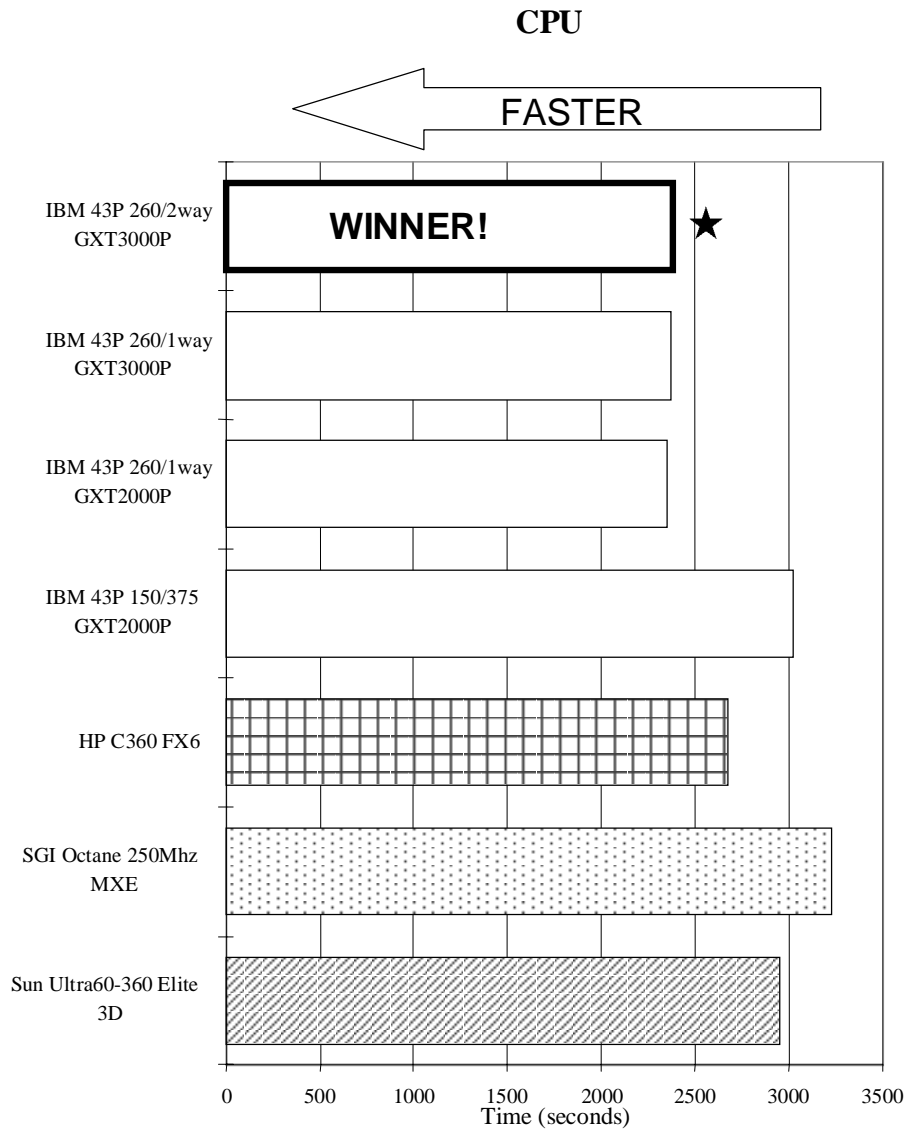 CPU
FASTER
IBM 43P 260/2way
GXT3000P
WINNER!
IBM 43P 260/1way
GXT3000P
IBM 43P 260/1way
GXT2000P
IBM 43P 150/375
GXT2000P
HP C360 FX6
SGI Octane 250Mhz
MXE
Sun Ultra60-360 Elite
3D
0 500 1000 1500 2000 2500 3000 3500
Time (seconds)